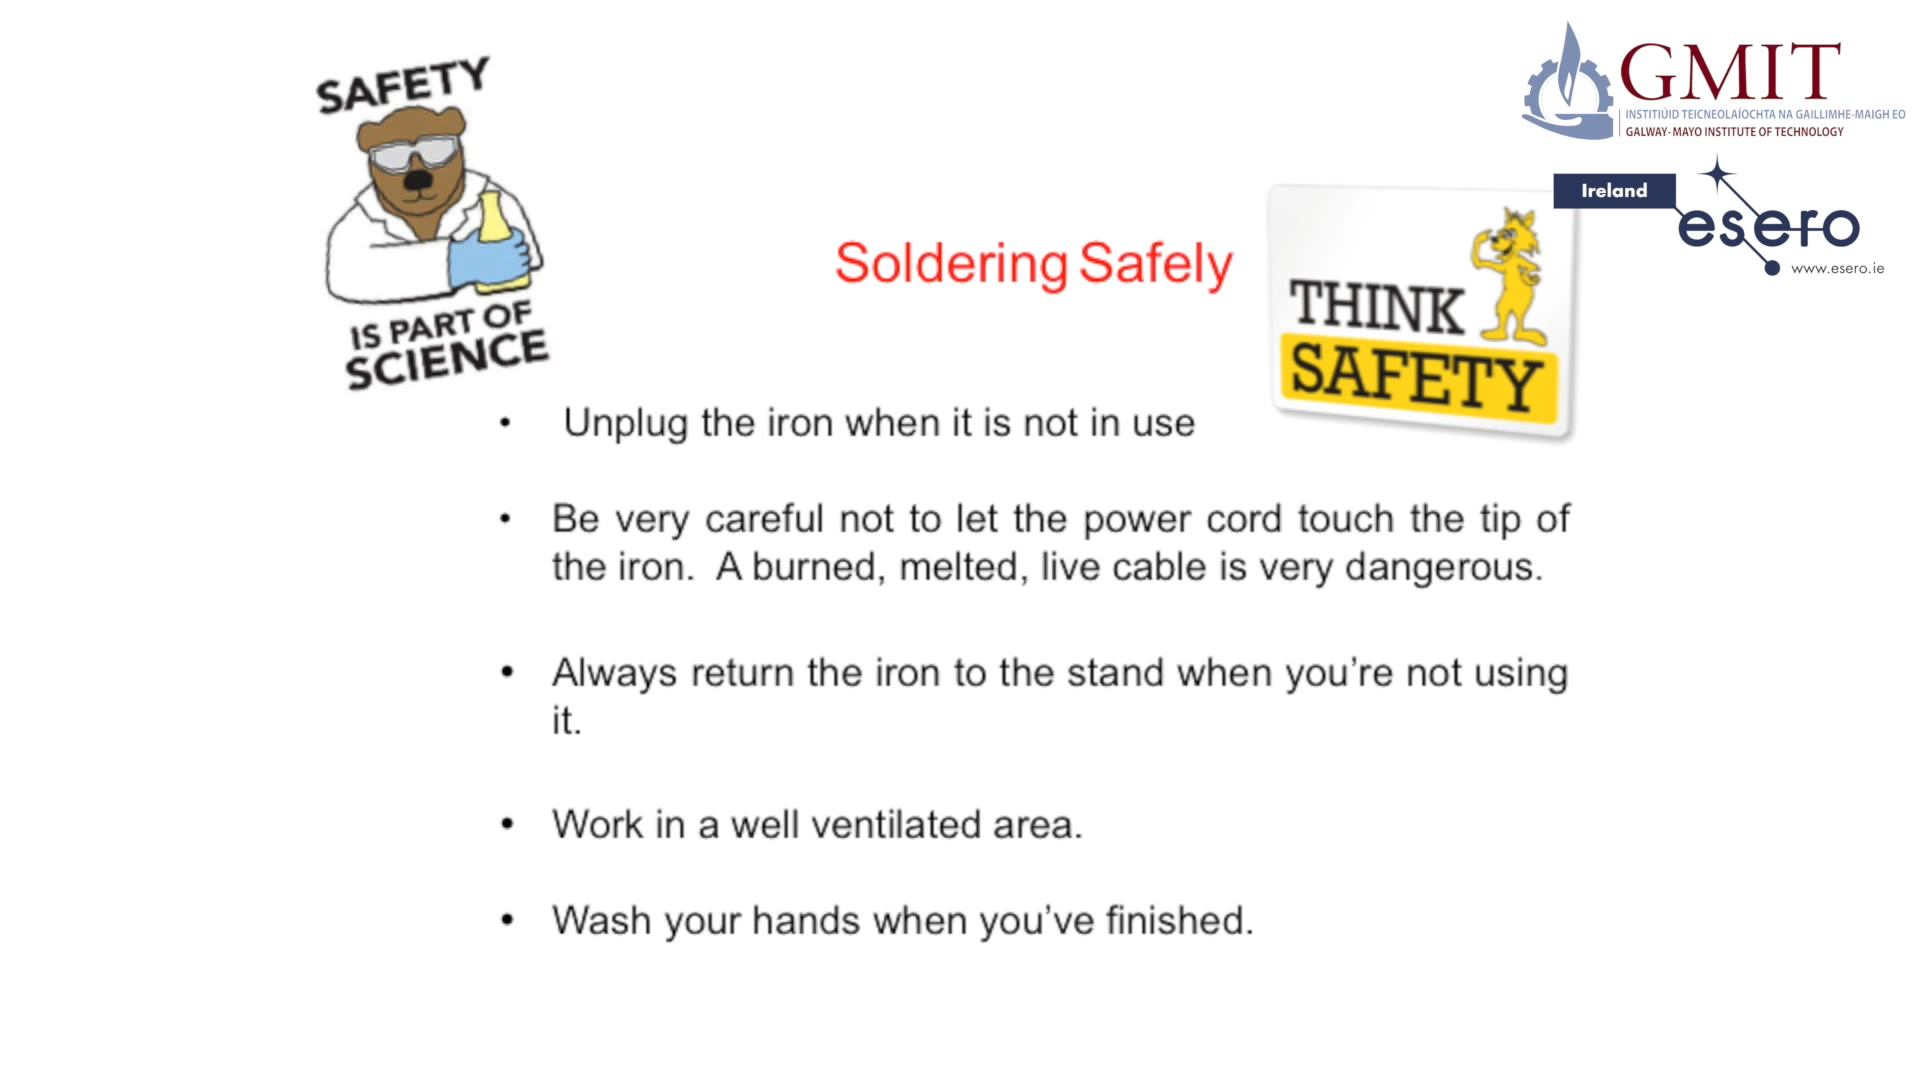 SAFETY
IS PART OF
SCIENCE
GMIT
INSTITIÚID TEICNEOLAÍOCHTA NA GAILLIMHE-MAIGH EO
GALWAY-MAYO INSTITUTE OF TECHNOLOGY
Ireland
esero
www.esero.ie
Soldering Safely
THINK
SAFETY
• Unplug the iron when it is not in use
• Be very careful not to let the power cord touch the tip of
the iron. A burned, melted, live cable is very dangerous.
• Always return the iron to the stand when you’re not using
it.
• Work in a well ventilated area.
• Wash your hands when you’ve finished.